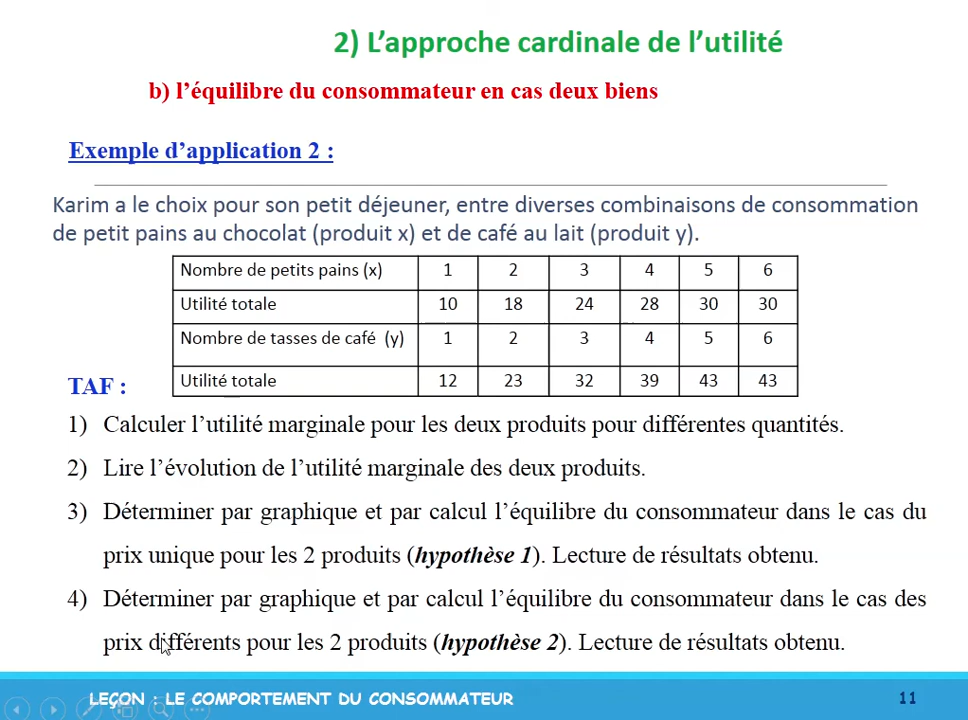 2) L’approche cardinale de l’utilité
b) l’équilibre du consommateur en cas deux biens
Exemple d’application 2 :
Karim a le choix pour son petit déjeuner, entre diverses combinaisons de consommation
de petit pains au chocolat (produit x) et de café au lait (produit y).
Nombre de petits pains (x) 1 2 3 4 5 6
Utilité totale 10 18 24 28 30 30
Nombre de tasses de café (y) 1 2 3 4 5 6
Utilité totale 12 23 32 39 43 43
TAF :
1) Calculer l’utilité marginale pour les deux produits pour différentes quantités.
2) Lire l’évolution de l’utilité marginale des deux produits.
3) Déterminer par graphique et par calcul l’équilibre du consommateur dans le cas du
prix unique pour les 2 produits (hypothèse 1). Lecture de résultats obtenu.
4) Déterminer par graphique et par calcul l’équilibre du consommateur dans le cas des
prix différents pour les 2 produits (hypothèse 2). Lecture de résultats obtenu.
LEÇON : LE COMPORTEMENT DU CONSOMMATEUR
11